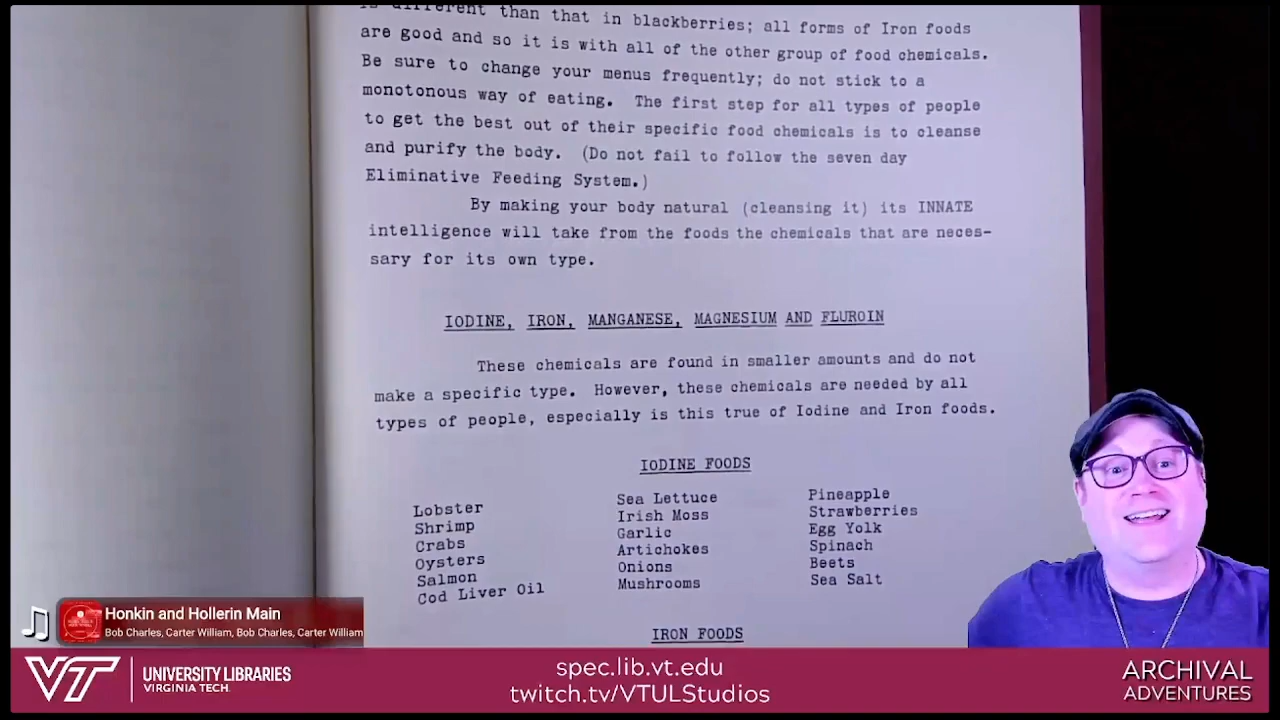 is different than that in blackberries; all forms of Iron foods
are good and so it is with all of the other group of food chemicals.
Be sure to change your menus frequently; do not stick to a
monotonous way of eating. The first step for all types of people
to get the best out of their specific food chemicals is to cleanse
and purify the body. (Do not fail to follow the seven day
Eliminative Feeding System.)
By making your body natural (cleansing it) its INNATE
intelligence will take from the foods the chemicals that are neces-
sary for its own type.
IODINE, IRON, MANGANESE, MAGNESIUM AND FLUROIN
These chemicals are found in smaller amounts and do not
make a specific type. However, these chemicals are needed by all
types of people, especially is this true of Iodine and Iron foods.
IODINE FOODS
Lobster
Shrimp
Crabs
Oysters
Salmon
Cod Liver Oil
Sea Lettuce
Irish Moss
Garlic
Artichokes
Onions
Mushrooms
Pineapple
Strawberries
Egg Yolk
Spinach
Beets
Sea Salt
IRON FOODS
Honkin and Hollerin Main
Bob Charles, Carter William, Bob Charles, Carter William
VT
UNIVERSITY LIBRARIES
VIRGINIA TECH.
spec.lib.vt.edu
twitch.tv/VTULStudios
ARCHIVAL
ADVENTURES